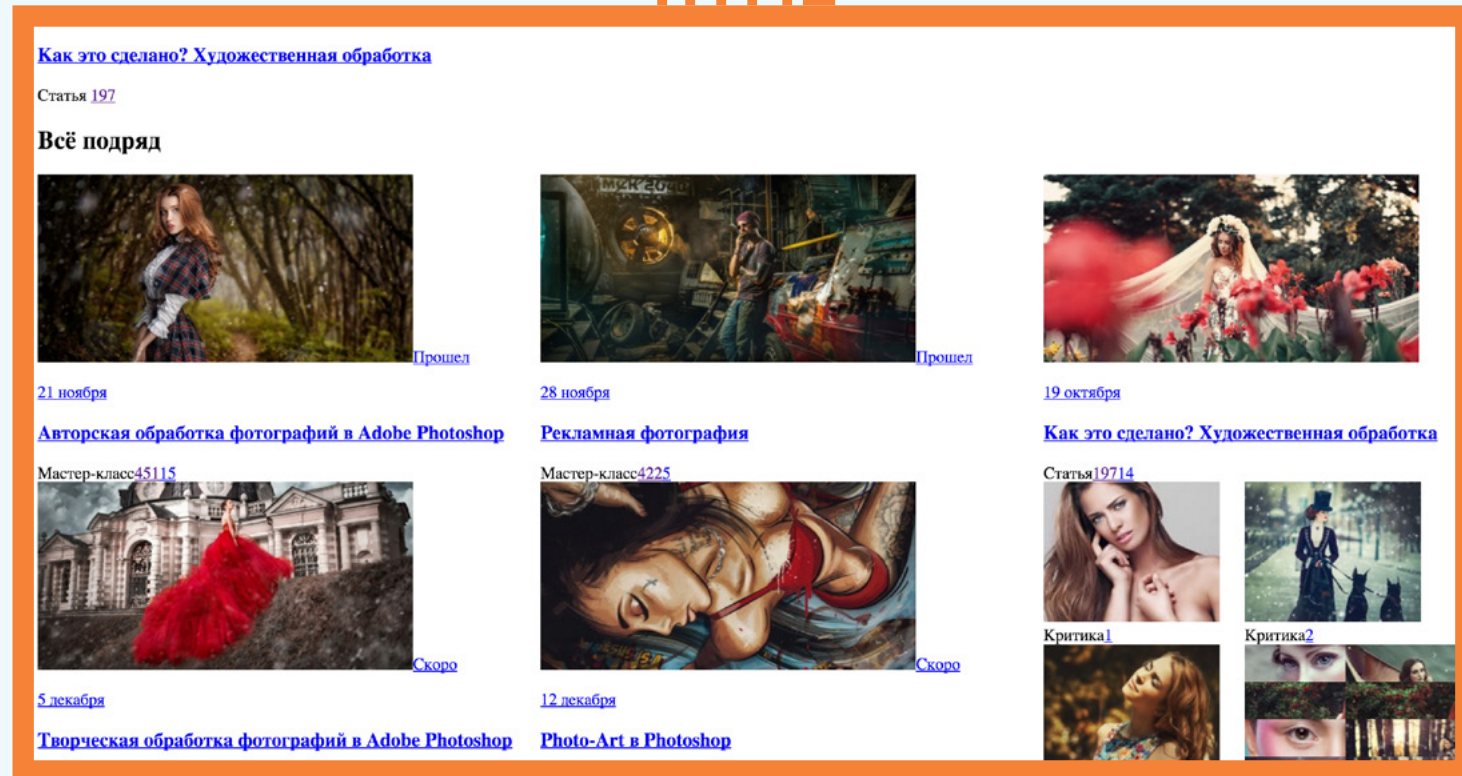 Как это сделано? Художественная обработка
Статья 197
Всё подряд
Прошел
21 ноября
Авторская обработка фотографий в Adobe Photoshop
Мастер-класс45115
Прошел
28 ноября
Рекламная фотография
Мастер-класс4225
19 октября
Как это сделано? Художественная обработка
Статья19714
Скоро
5 декабря
Творческая обработка фотографий в Adobe Photoshop
Скоро
12 декабря
Photo-Art в Photoshop
Критика1
Критика2